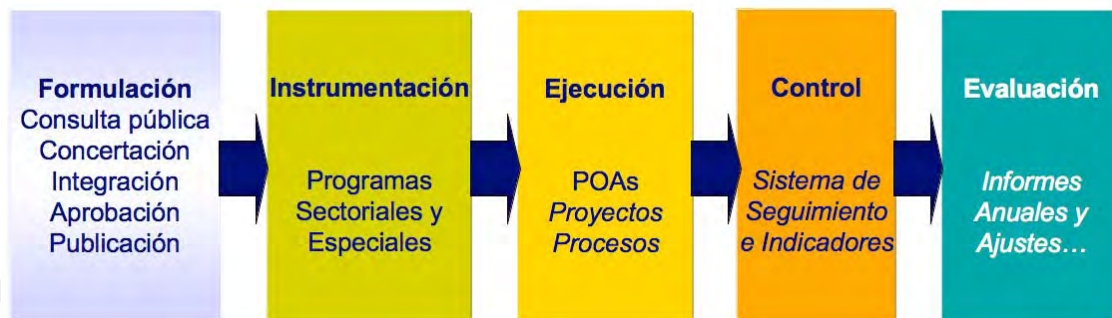 Formulación
Consulta pública
Concertación
Integración
Aprobación
Publicación
Instrumentación
Programas
Sectoriales y
Especiales
Ejecución
POAs
Proyectos
Procesos
Control
Sistema de
Seguimiento
e Indicadores
Evaluación
Informes
Anuales y
Ajustes…